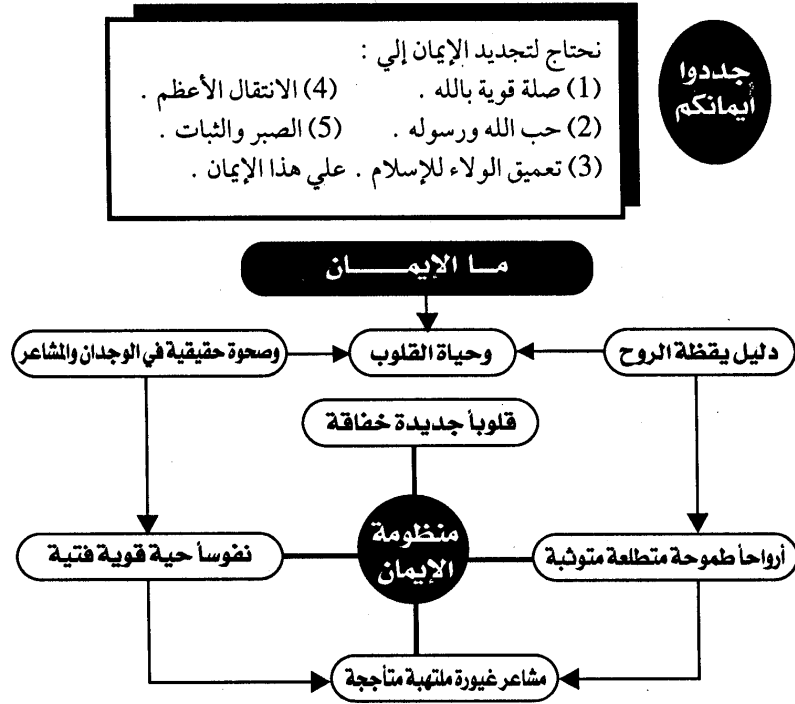 جددوا
أيمانكم
نحتاج لتجديد الإيمان إلي :
(1) صلة قوية بالله . (4) الانتقال الأعظم .
(2) حب الله ورسوله . (5) الصبر والثبات .
(3) تعميق الولاء للإسلام . علي هذا الإيمان .
مـا الإيمـــــان
دليل يقظة الروح
وحياة القلوب
وصحوة حقيقية في الوجدان والمشاعر
قلوباً جديدة خفاقة
منظومة
الإيمان
أرواحاً طموحة متطلعة متوثبة
نفوساً حية قوية فتية
مشاعر غيورة ملتهبة متأججة